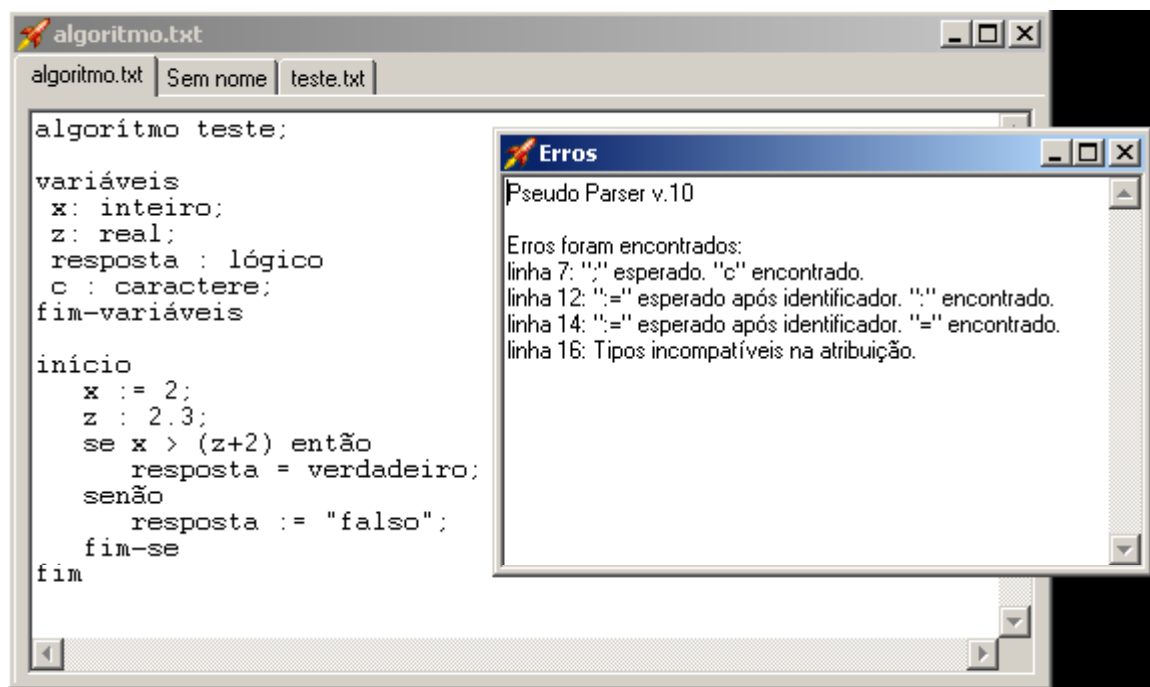 algoritmo.txt
algoritmo.txt Sem nome teste.txt
algorítmo teste;
variáveis
x: inteiro;
z: real;
resposta : lógico
c : caractere;
fim-variáveis
início
x := 2;
z : 2.3;
se x > (z+2) então
resposta = verdadeiro;
senão
resposta := "falso";
fim-se
fim
Erros
Pseudo Parser v.10
Erros foram encontrados:
linha 7: ";" esperado. "c" encontrado.
linha 12: ":=" esperado após identificador. ":" encontrado.
linha 14: ":=" esperado após identificador. "=" encontrado.
linha 16: Tipos incompatíveis na atribuição.